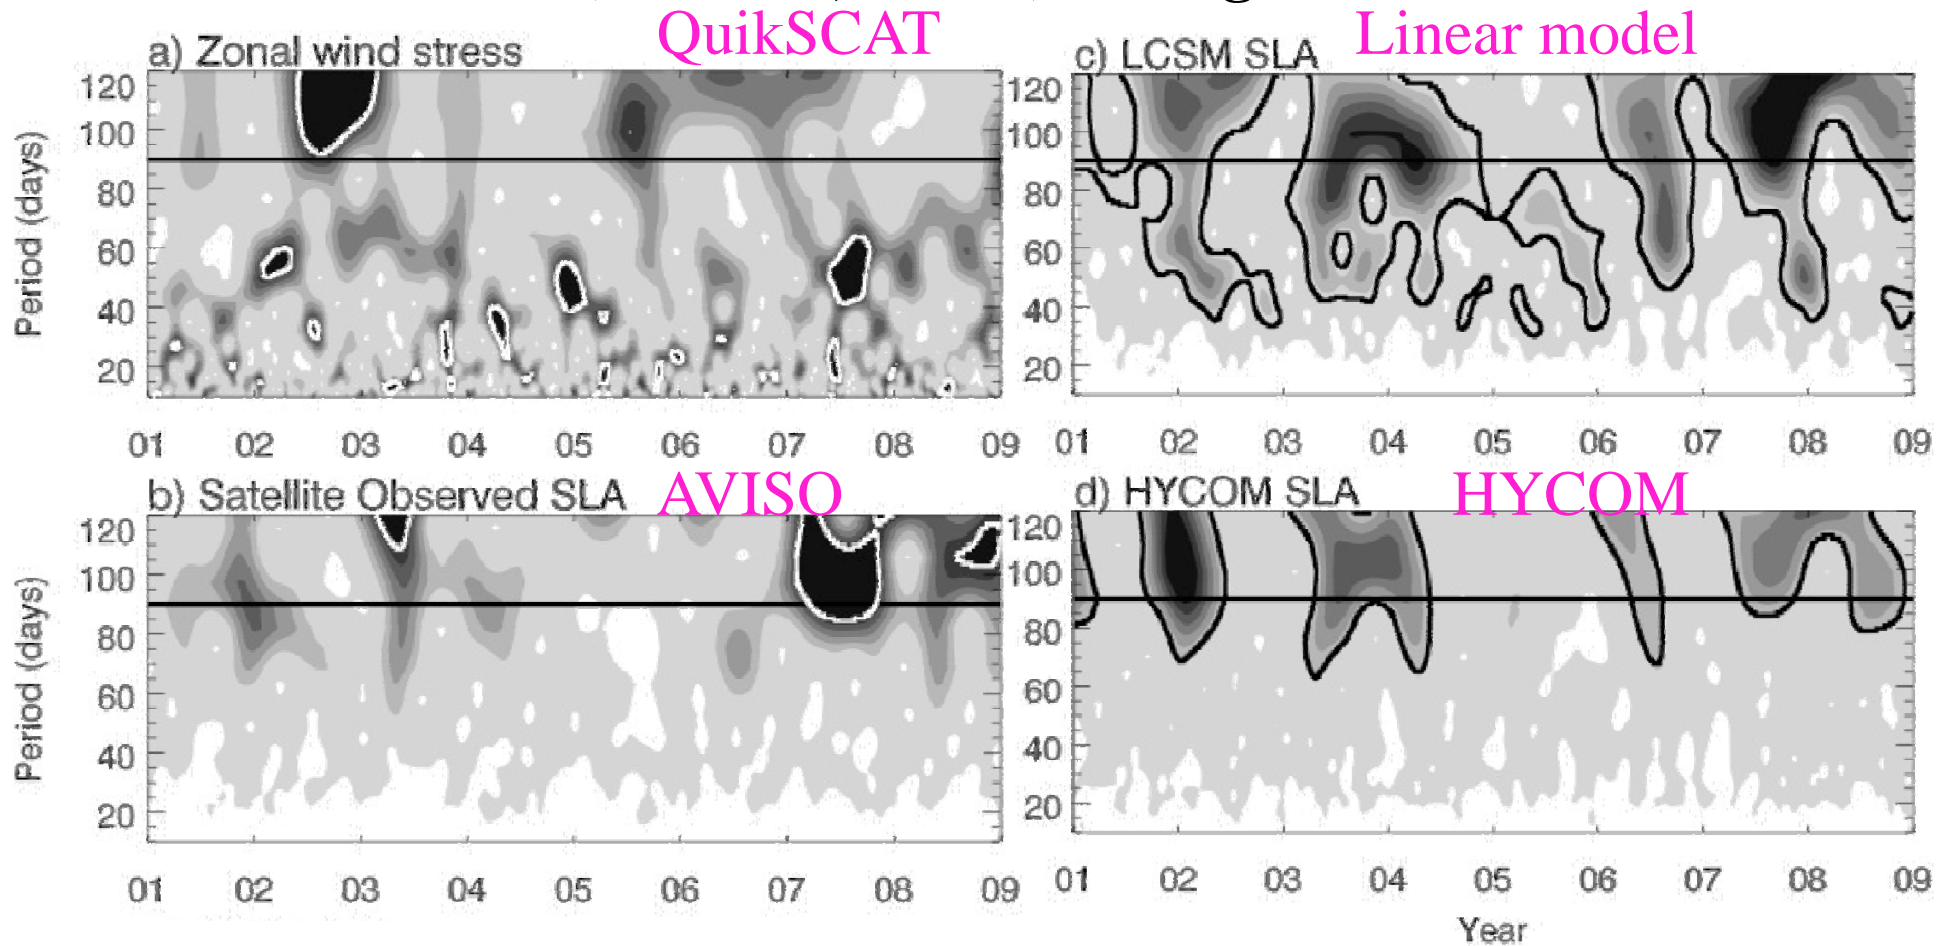 QuikSCAT
Linear model
a) Zonal wind stress
c) LCSM SLA
Period (days)
120
100
80
60
40
20
01 02 03 04 05 06 07 08 09
120
100
80
60
40
20
01 02 03 04 05 06 07 08 09
b) Satellite Observed SLA
AVISO
d) HYCOM SLA
HYCOM
Period (days)
120
100
80
60
40
20
01 02 03 04 05 06 07 08 09
120
100
80
60
40
20
01 02 03 04 05 06 07 08 09
Year